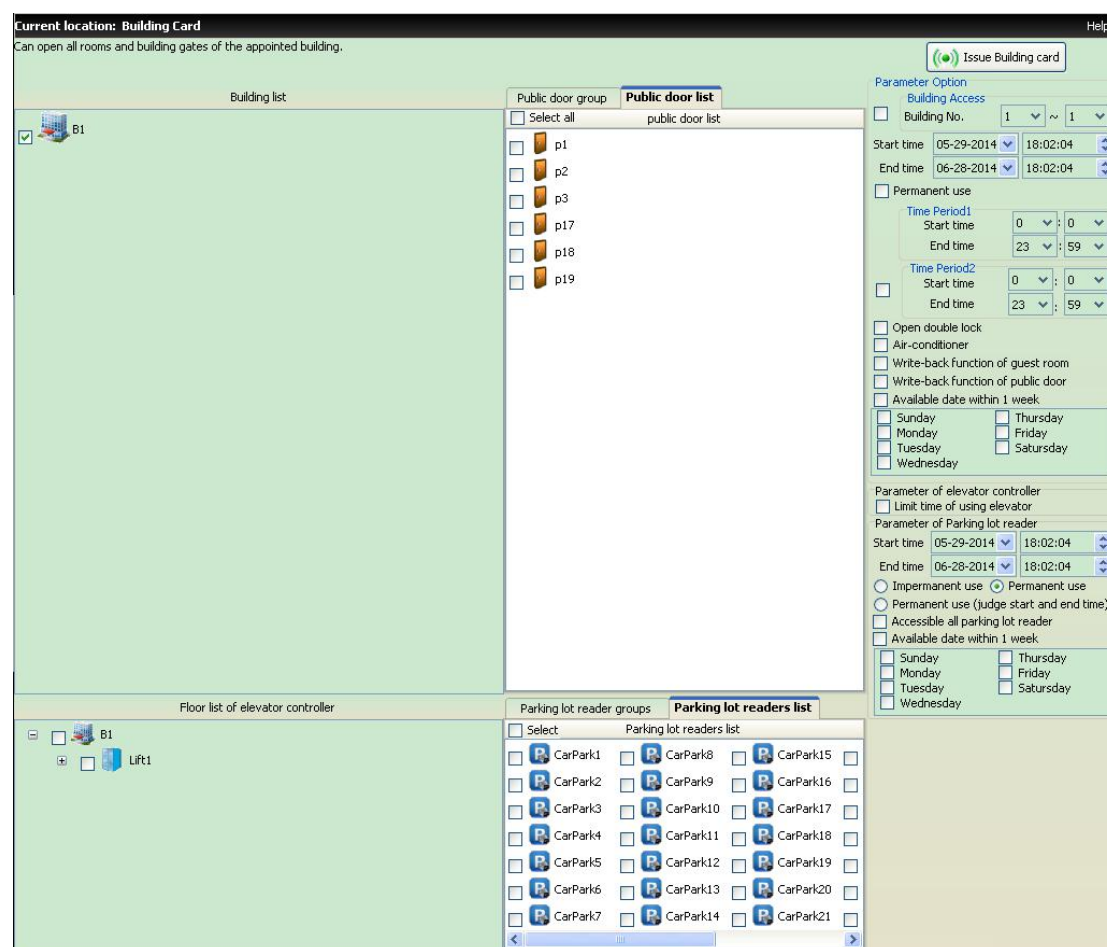 Current location: Building Card
Help
Can open all rooms and building gates of the appointed building.
Issue Building card
Building list
B1
Public door group
Public door list
Select all
public door list
p1
p2
p3
p17
p18
p19
Parameter Option
Building Access
Building No. 1 ~ 1
Start time 05-29-2014 18:02:04
End time 06-28-2014 18:02:04
Permanent use
Time Period1
Start time 0 : 0
End time 23 : 59
Time Period2
Start time 0 : 0
End time 23 : 59
Open double lock
Air-conditioner
Write-back function of guest room
Write-back function of public door
Available date within 1 week
Sunday Thursday
Monday Friday
Tuesday Satursday
Wednesday
Parameter of elevator controller
Limit time of using elevator
Parameter of Parking lot reader
Start time 05-29-2014 18:02:04
End time 06-28-2014 18:02:04
Impermanent use Permanent use
Permanent use (judge start and end time)
Accessible all parking lot reader
Available date within 1 week
Sunday Thursday
Monday Friday
Tuesday Satursday
Wednesday
Floor list of elevator controller
B1
Lift1
Parking lot reader groups
Parking lot readers list
Select
Parking lot readers list
CarPark1 CarPark8 CarPark15
CarPark2 CarPark9 CarPark16
CarPark3 CarPark10 CarPark17
CarPark4 CarPark11 CarPark18
CarPark5 CarPark12 CarPark19
CarPark6 CarPark13 CarPark20
CarPark7 CarPark14 CarPark21